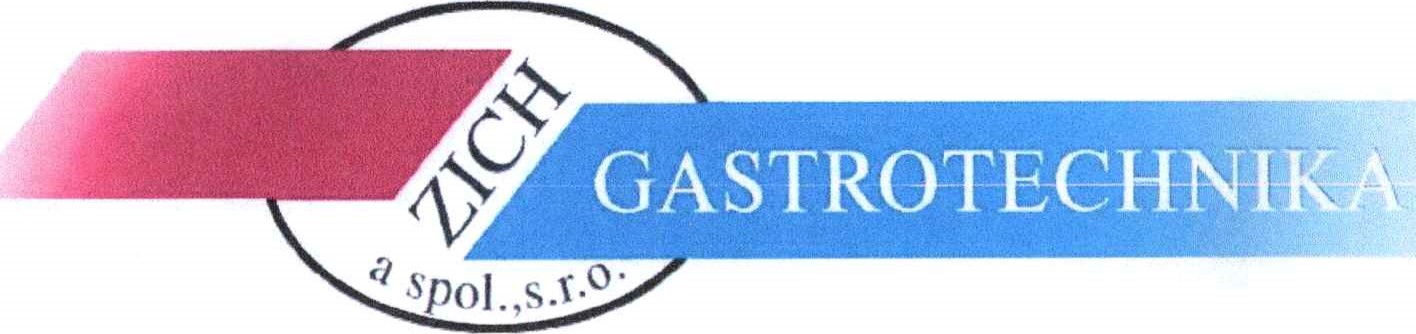 ZICH
a spol.,s.r.o.
GASTROTECHNIKA